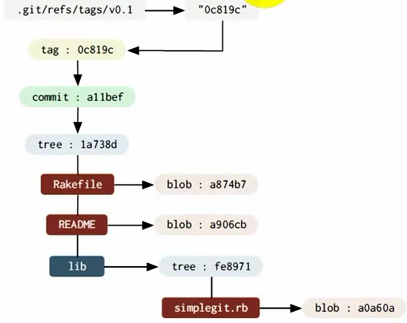 .git/refs/tags/v0.1 "0c819c"
tag : 0c819c
commit : a11bef
tree : 1a738d
Rakefile blob : a874b7
README blob : a906cb
lib tree : fe8971
simplegit.rb blob : a0a60a